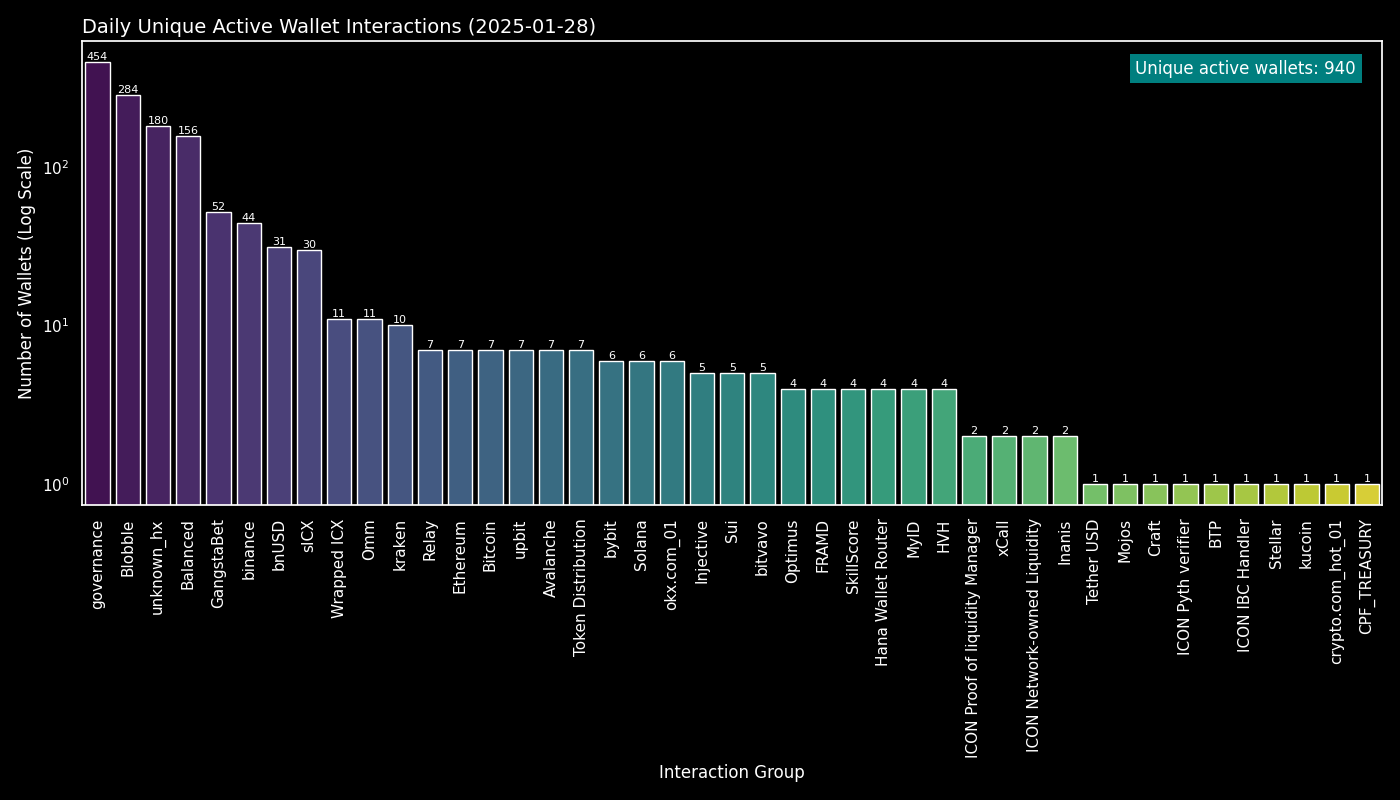 Daily Unique Active Wallet Interactions (2025-01-28)
Unique active wallets: 940
Number of Wallets (Log Scale)
10²
10¹
10⁰
454
284
180
156
52
44
31
30
11
11
10
7
7
7
7
7
7
6
6
6
5
5
5
4
4
4
4
4
4
2
2
2
2
1
1
1
1
1
1
1
1
1
1
governance
Blobble
unknown_hx
Balanced
GangstaBet
binance
bnUSD
sICX
Wrapped ICX
Omm
kraken
Relay
Ethereum
Bitcoin
upbit
Avalanche
Token Distribution
bybit
Solana
okx.com_01
Injective
Sui
bitvavo
Optimus
FRAMD
SkillScore
Hana Wallet Router
MyID
HVH
ICON Proof of liquidity Manager
xCall
ICON Network-owned Liquidity
Inanis
Tether USD
Mojos
Craft
ICON Pyth verifier
BTP
ICON IBC Handler
Stellar
kucoin
crypto.com_hot_01
CPF_TREASURY
Interaction Group